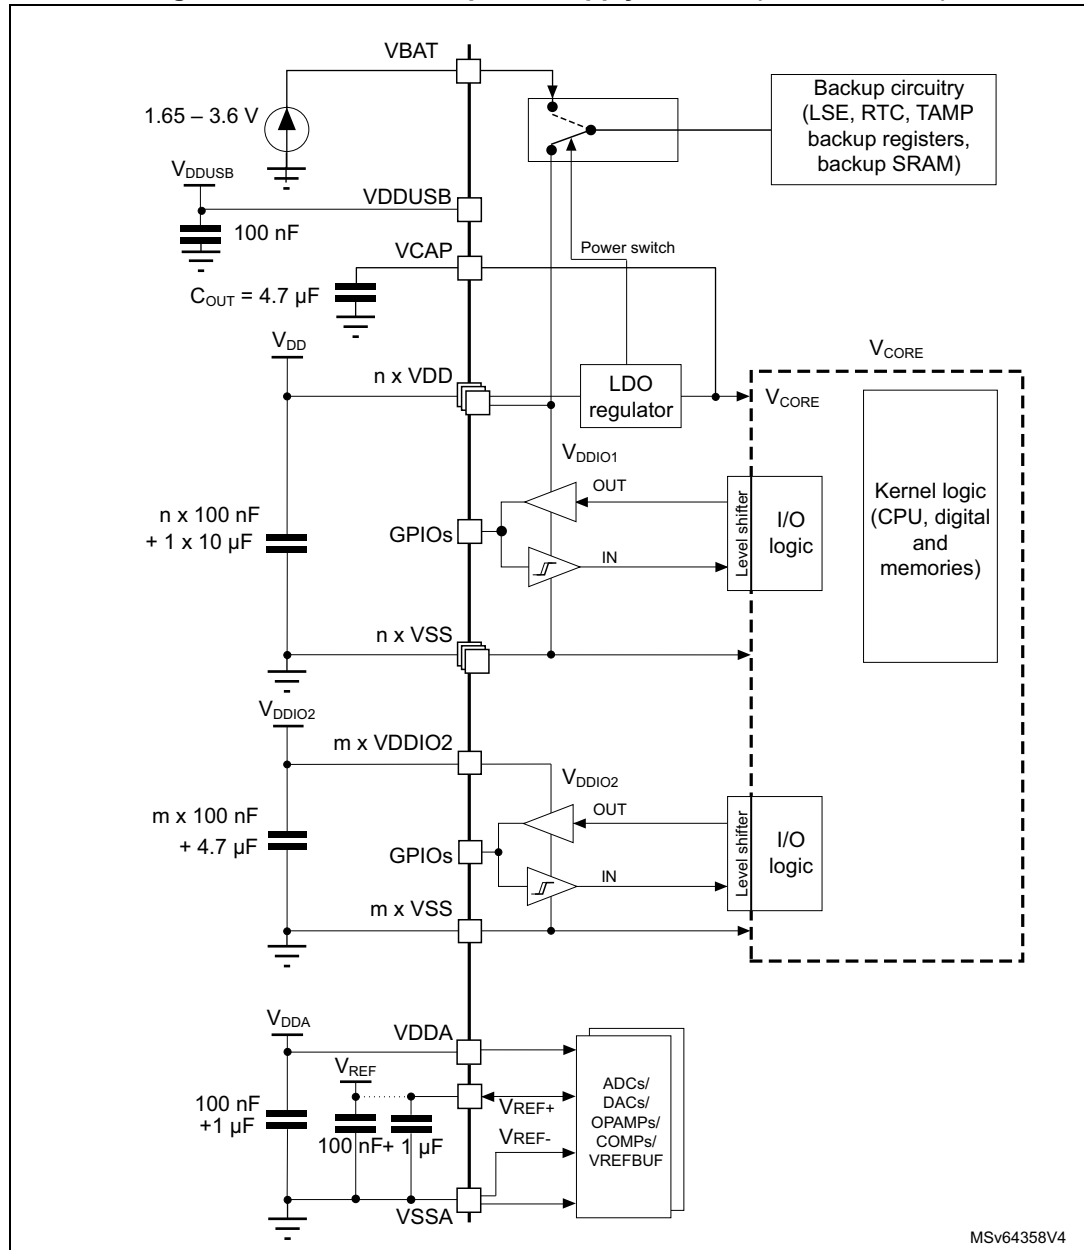 VBAT
1.65 – 3.6 V
Backup circuitry
(LSE, RTC, TAMP
backup registers,
backup SRAM)
VDDUSB
VDDUSB
100 nF
Power switch
VCAP
COUT = 4.7 µF
VDD
n x VDD
LDO
regulator
VCORE
VCORE
VDDIO1
OUT
n x 100 nF
+ 1 x 10 µF
GPIOs
IN
Level shifter
I/O
logic
Kernel logic
(CPU, digital
and
memories)
n x VSS
VDDIO2
m x VDDIO2
VDDIO2
OUT
m x 100 nF
+ 4.7 µF
GPIOs
IN
Level shifter
I/O
logic
m x VSS
VDDA
VDDA
VREF
100 nF
+1 µF
100 nF+ 1 µF
VREF+
VREF-
ADCs/
DACs/
OPAMPs/
COMPs/
VREFBUF
VSSA
MSv64358V4